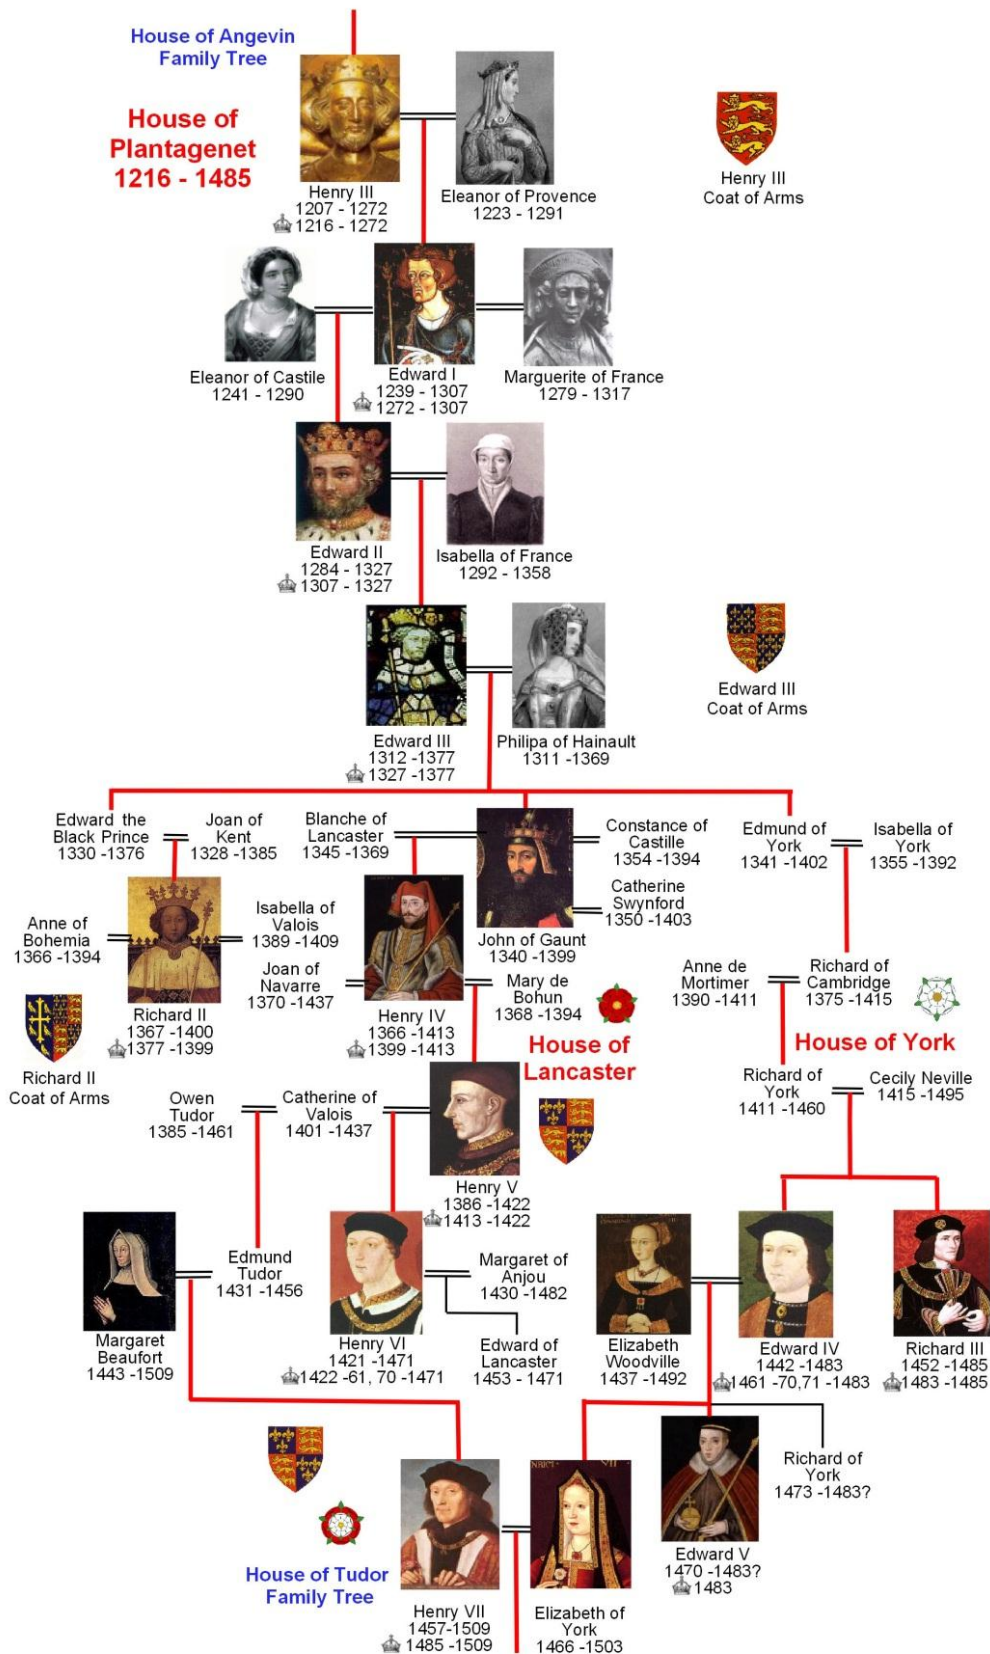 House of Angevin
Family Tree
House of
Plantagenet
1216 - 1485
Henry III
1207 - 1272
1216 - 1272
Eleanor of Provence
1223 - 1291
Henry III
Coat of Arms
Eleanor of Castile
1241 - 1290
Edward I
1239 - 1307
1272 - 1307
Marguerite of France
1279 - 1317
Edward II
1284 - 1327
1307 - 1327
Isabella of France
1292 - 1358
Edward III
1312 -1377
1327 -1377
Philipa of Hainault
1311 -1369
Edward III
Coat of Arms
Edward the
Black Prince
1330 -1376
Joan of
Kent
1328 -1385
Blanche of
Lancaster
1345 -1369
John of Gaunt
1340 -1399
Constance of
Castille
1354 -1394
Catherine
Swynford
1350 -1403
Edmund of
York
1341 -1402
Isabella of
York
1355 -1392
Anne of
Bohemia
1366 -1394
Richard II
1367 -1400
1377 -1399
Isabella of
Valois
1389 -1409
Joan of
Navarre
1370 -1437
Henry IV
1366 -1413
1399 -1413
Mary de
Bohun
1368 -1394
Anne de
Mortimer
1390 -1411
Richard of
Cambridge
1375 -1415
Richard II
Coat of Arms
House of
Lancaster
House of York
Owen
Tudor
1385 -1461
Catherine of
Valois
1401 -1437
Henry V
1386 -1422
1413 -1422
Richard of
York
1411 -1460
Cecily Neville
1415 -1495
Margaret
Beaufort
1443 -1509
Edmund
Tudor
1431 -1456
Henry VI
1421 -1471
1422 -61, 70 -1471
Margaret of
Anjou
1430 -1482
Edward of
Lancaster
1453 - 1471
Elizabeth
Woodville
1437 -1492
Edward IV
1442 -1483
1461 -70,71 -1483
Richard III
1452 -1485
1483 -1485
Richard of
York
1473 -1483?
Edward V
1470 -1483?
1483
House of Tudor
Family Tree
Henry VII
1457-1509
1485 -1509
Elizabeth of
York
1466 -1503